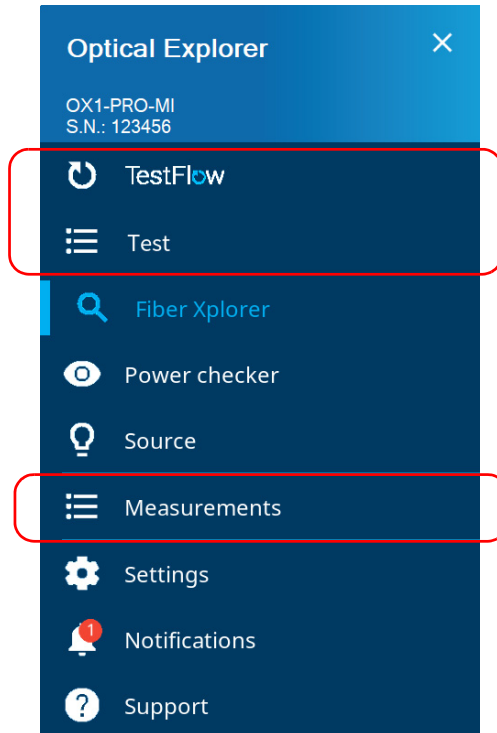 Optical Explorer
OX1-PRO-MI
S.N.: 123456
TestFlow
Test
Fiber Xplorer
Power checker
Source
Measurements
Settings
1
Notifications
?
Support